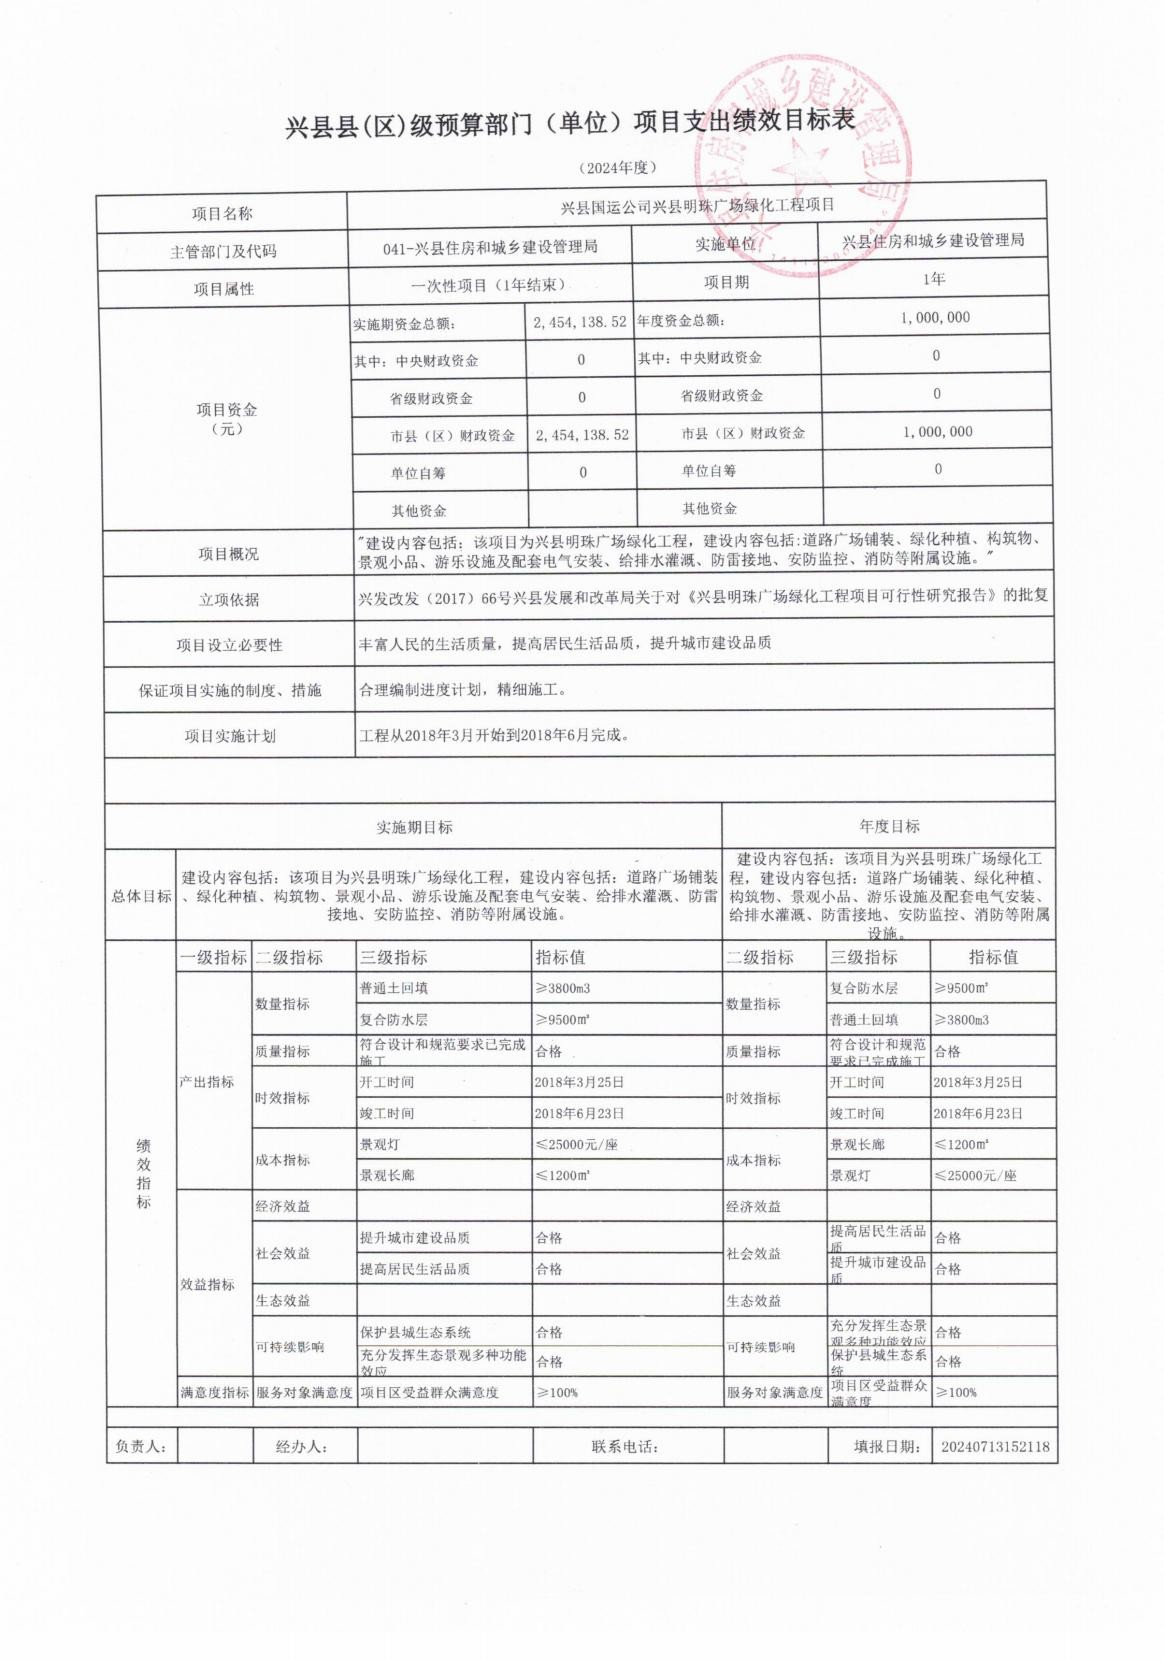 兴县县(区)级预算部门（单位）项目支出绩效目标表
（2024年度）
项目名称 兴县国运公司兴县明珠广场绿化工程项目
主管部门及代码 041-兴县住房和城乡建设管理局 实施单位 兴县住房和城乡建设管理局
项目属性 一次性项目（1年结束） 项目期 1年
项目资金
（元）
实施期资金总额： 2,454,138.52 年度资金总额： 1,000,000
其中：中央财政资金 0 其中：中央财政资金 0
省级财政资金 0 省级财政资金 0
市县（区）财政资金 2,454,138.52 市县（区）财政资金 1,000,000
单位自筹 0 单位自筹 0
其他资金 其他资金
项目概况
"建设内容包括：该项目为兴县明珠广场绿化工程，建设内容包括:道路广场铺装、绿化种植、构筑物、
景观小品、游乐设施及配套电气安装、给排水灌溉、防雷接地、安防监控、消防等附属设施。"
立项依据 兴发改发（2017）66号兴县发展和改革局关于对《兴县明珠广场绿化工程项目可行性研究报告》的批复
项目设立必要性 丰富人民的生活质量，提高居民生活品质，提升城市建设品质
保证项目实施的制度、措施 合理编制进度计划，精细施工。
项目实施计划 工程从2018年3月开始到2018年6月完成。
实施期目标 年度目标
总体目标
建设内容包括：该项目为兴县明珠广场绿化工程，建设内容包括：道路广场铺装
、绿化种植、构筑物、景观小品、游乐设施及配套电气安装、给排水灌溉、防雷
接地、安防监控、消防等附属设施。
建设内容包括：该项目为兴县明珠广场绿化工
程，建设内容包括：道路广场铺装、绿化种植、
构筑物、景观小品、游乐设施及配套电气安装、
给排水灌溉、防雷接地、安防监控、消防等附属
设施。
绩效指标
一级指标 二级指标 三级指标 指标值 二级指标 三级指标 指标值
产出指标
数量指标 普通土回填 ≥3800m3 数量指标 复合防水层 ≥9500㎡
复合防水层 ≥9500㎡ 普通土回填 ≥3800m3
质量指标 符合设计和规范要求已完成
施工 合格 质量指标 符合设计和规范
要求已完成施工 合格
时效指标 开工时间 2018年3月25日 时效指标 开工时间 2018年3月25日
竣工时间 2018年6月23日 竣工时间 2018年6月23日
成本指标 景观灯 ≤25000元/座 成本指标 景观长廊 ≤1200㎡
景观长廊 ≤1200㎡ 景观灯 ≤25000元/座
效益指标
经济效益 经济效益
社会效益 提升城市建设品质 合格 社会效益 提高居民生活品
质 合格
提高居民生活品质 合格 提升城市建设品
质 合格
生态效益 生态效益
可持续影响 保护县城生态系统 合格 可持续影响 充分发挥生态景
观多种功能效应 合格
充分发挥生态景观多种功能
效应 合格 保护县城生态系
统 合格
满意度指标 服务对象满意度 项目区受益群众满意度 ≥100% 服务对象满意度 项目区受益群众
满意度 ≥100%
负责人： 经办人： 联系电话： 填报日期： 20240713152118